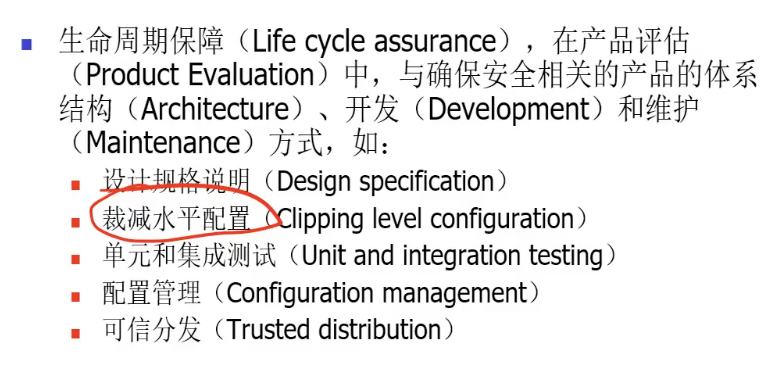 生命周期保障（Life cycle assurance），在产品评估
（Product Evaluation）中，与确保安全相关的产品的体系
结构（Architecture）、开发（Development）和维护
（Maintenance）方式，如：
设计规格说明（Design specification）
裁减水平配置（Clipping level configuration）
单元和集成测试（Unit and integration testing）
配置管理（Configuration management）
可信分发（Trusted distribution）